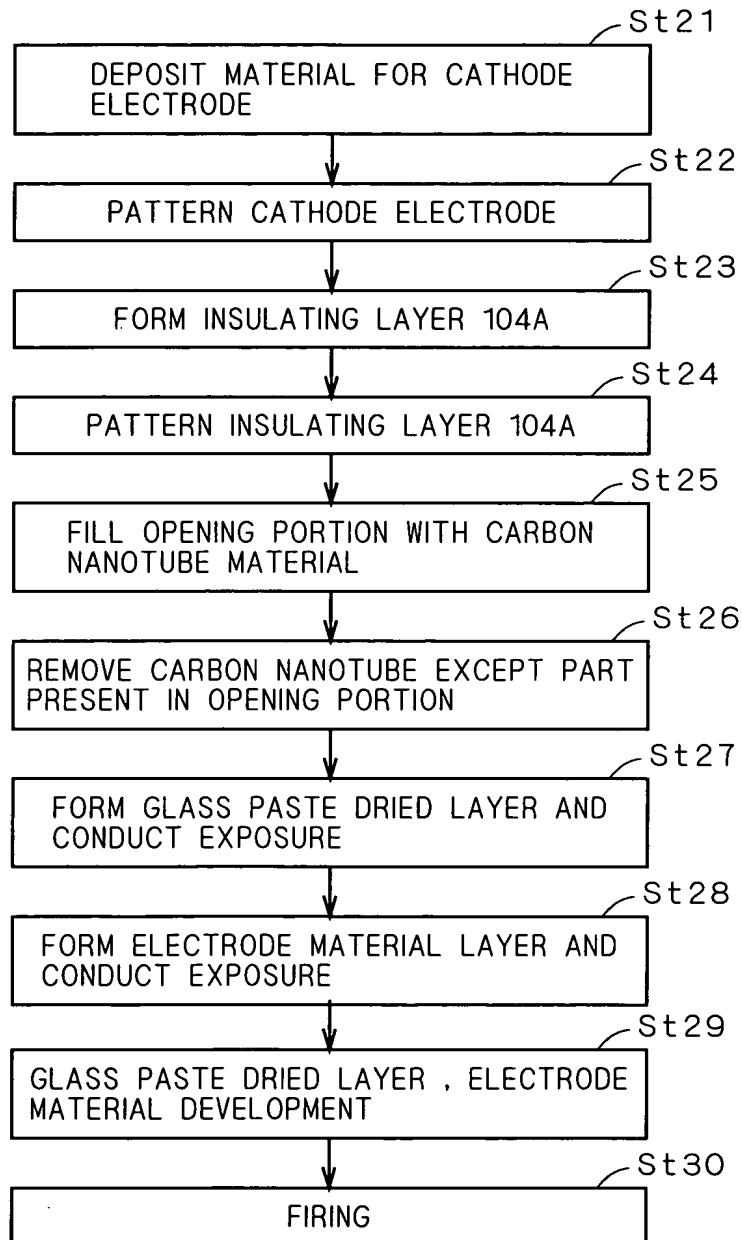 St21
DEPOSIT MATERIAL FOR CATHODE
ELECTRODE
St22
PATTERN CATHODE ELECTRODE
St23
FORM INSULATING LAYER 104A
St24
PATTERN INSULATING LAYER 104A
St25
FILL OPENING PORTION WITH CARBON
NANOTUBE MATERIAL
St26
REMOVE CARBON NANOTUBE EXCEPT PART
PRESENT IN OPENING PORTION
St27
FORM GLASS PASTE DRIED LAYER AND
CONDUCT EXPOSURE
St28
FORM ELECTRODE MATERIAL LAYER AND
CONDUCT EXPOSURE
St29
GLASS PASTE DRIED LAYER , ELECTRODE
MATERIAL DEVELOPMENT
St30
FIRING